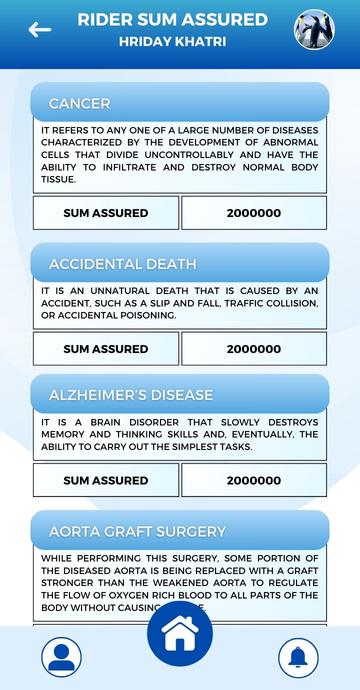 RIDER SUM ASSURED
HRIDAY KHATRI
CANCER
IT REFERS TO ANY ONE OF A LARGE NUMBER OF DISEASES
CHARACTERIZED BY THE DEVELOPMENT OF ABNORMAL
CELLS THAT DIVIDE UNCONTROLLABLY AND HAVE THE
ABILITY TO INFILTRATE AND DESTROY NORMAL BODY
TISSUE.
SUM ASSURED 2000000
ACCIDENTAL DEATH
IT IS AN UNNATURAL DEATH THAT IS CAUSED BY AN
ACCIDENT, SUCH AS A SLIP AND FALL, TRAFFIC COLLISION,
OR ACCIDENTAL POISONING.
SUM ASSURED 2000000
ALZHEIMER'S DISEASE
IT IS A BRAIN DISORDER THAT SLOWLY DESTROYS
MEMORY AND THINKING SKILLS AND, EVENTUALLY, THE
ABILITY TO CARRY OUT THE SIMPLEST TASKS.
SUM ASSURED 2000000
AORTA GRAFT SURGERY
WHILE PERFORMING THIS SURGERY, SOME PORTION OF
THE DISEASED AORTA IS BEING REPLACED WITH A GRAFT
STRONGER THAN THE WEAKENED AORTA TO REGULATE
THE FLOW OF OXYGEN RICH BLOOD TO ALL PARTS OF THE
BODY WITHOUT CAUSING